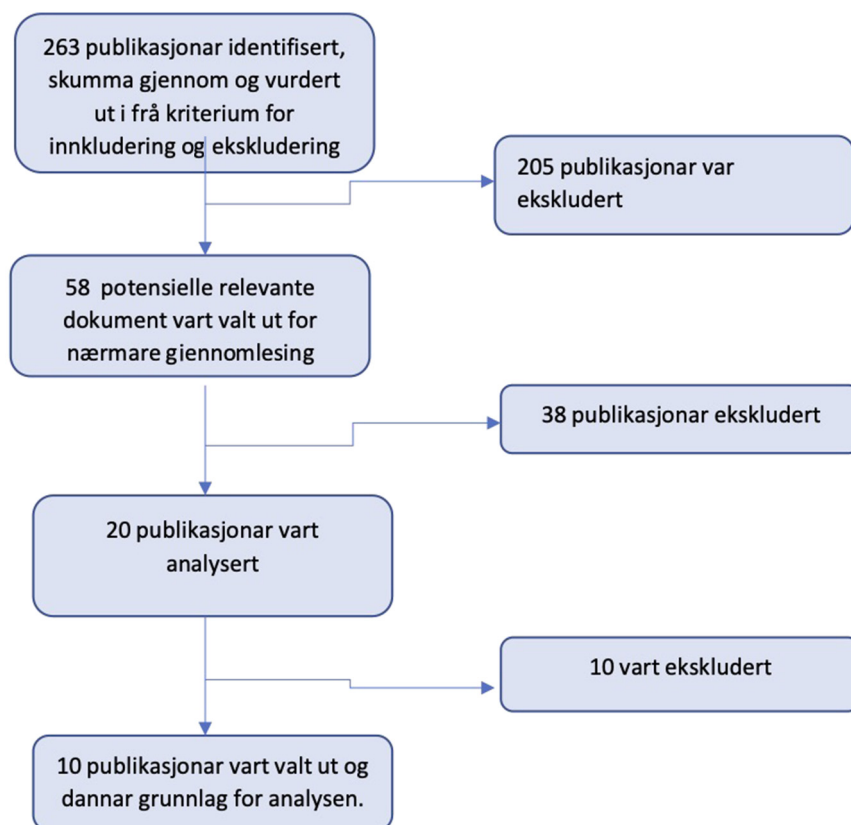 263 publikasjonar identifisert,
skumma gjennom og vurdert
ut i frå kriterium for
innkludering og ekskludering
205 publikasjonar var
ekskludert
58 potensielle relevante
dokument vart valt ut for
nærmare giennomlesing
38 publikasjonar ekskludert
20 publikasjonar vart
analysert
10 vart ekskludert
10 publikasjonar vart valt ut og
dannar grunnlag for analysen.